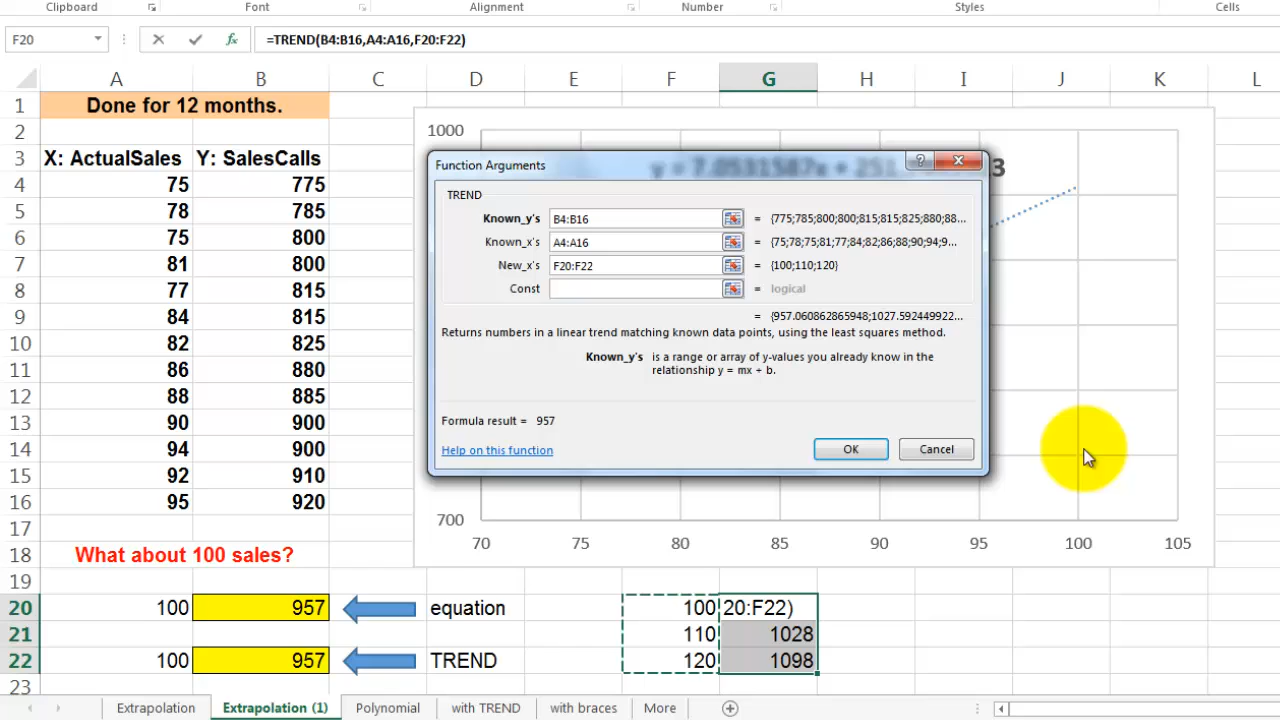 Clipboard Font Alignment Number Styles Cells
F20 fx =TREND(B4:B16,A4:A16,F20:F22)
A B C D E F G H I J K L
1 Done for 12 months.
2
3 X: ActualSales Y: SalesCalls
4 75 775
5 78 785
6 75 800
7 81 800
8 77 815
9 84 815
10 82 825
11 86 880
12 88 885
13 90 900
14 94 900
15 92 910
16 95 920
17
18 What about 100 sales?
19
20 100 957 equation 100 20:F22)
21 110 1028
22 100 957 TREND 120 1098
23
1000
700
70 75 80 85 90 95 100 105
y = 7.0531587x + 251
3
Function Arguments ?
TREND
Known_y's B4:B16 = {775;785;800;800;815;815;825;880;88...
Known_x's A4:A16 = {75;78;75;81;77;84;82;86;88;90;94;9...
New_x's F20:F22 = {100;110;120}
Const = logical
= {957.060862865948;1027.592449922...
Returns numbers in a linear trend matching known data points, using the least squares method.
Known_y's is a range or array of y-values you already know in the
relationship y = mx + b.
Formula result = 957
Help on this function OK Cancel
Extrapolation Extrapolation (1) Polynomial with TREND with braces More